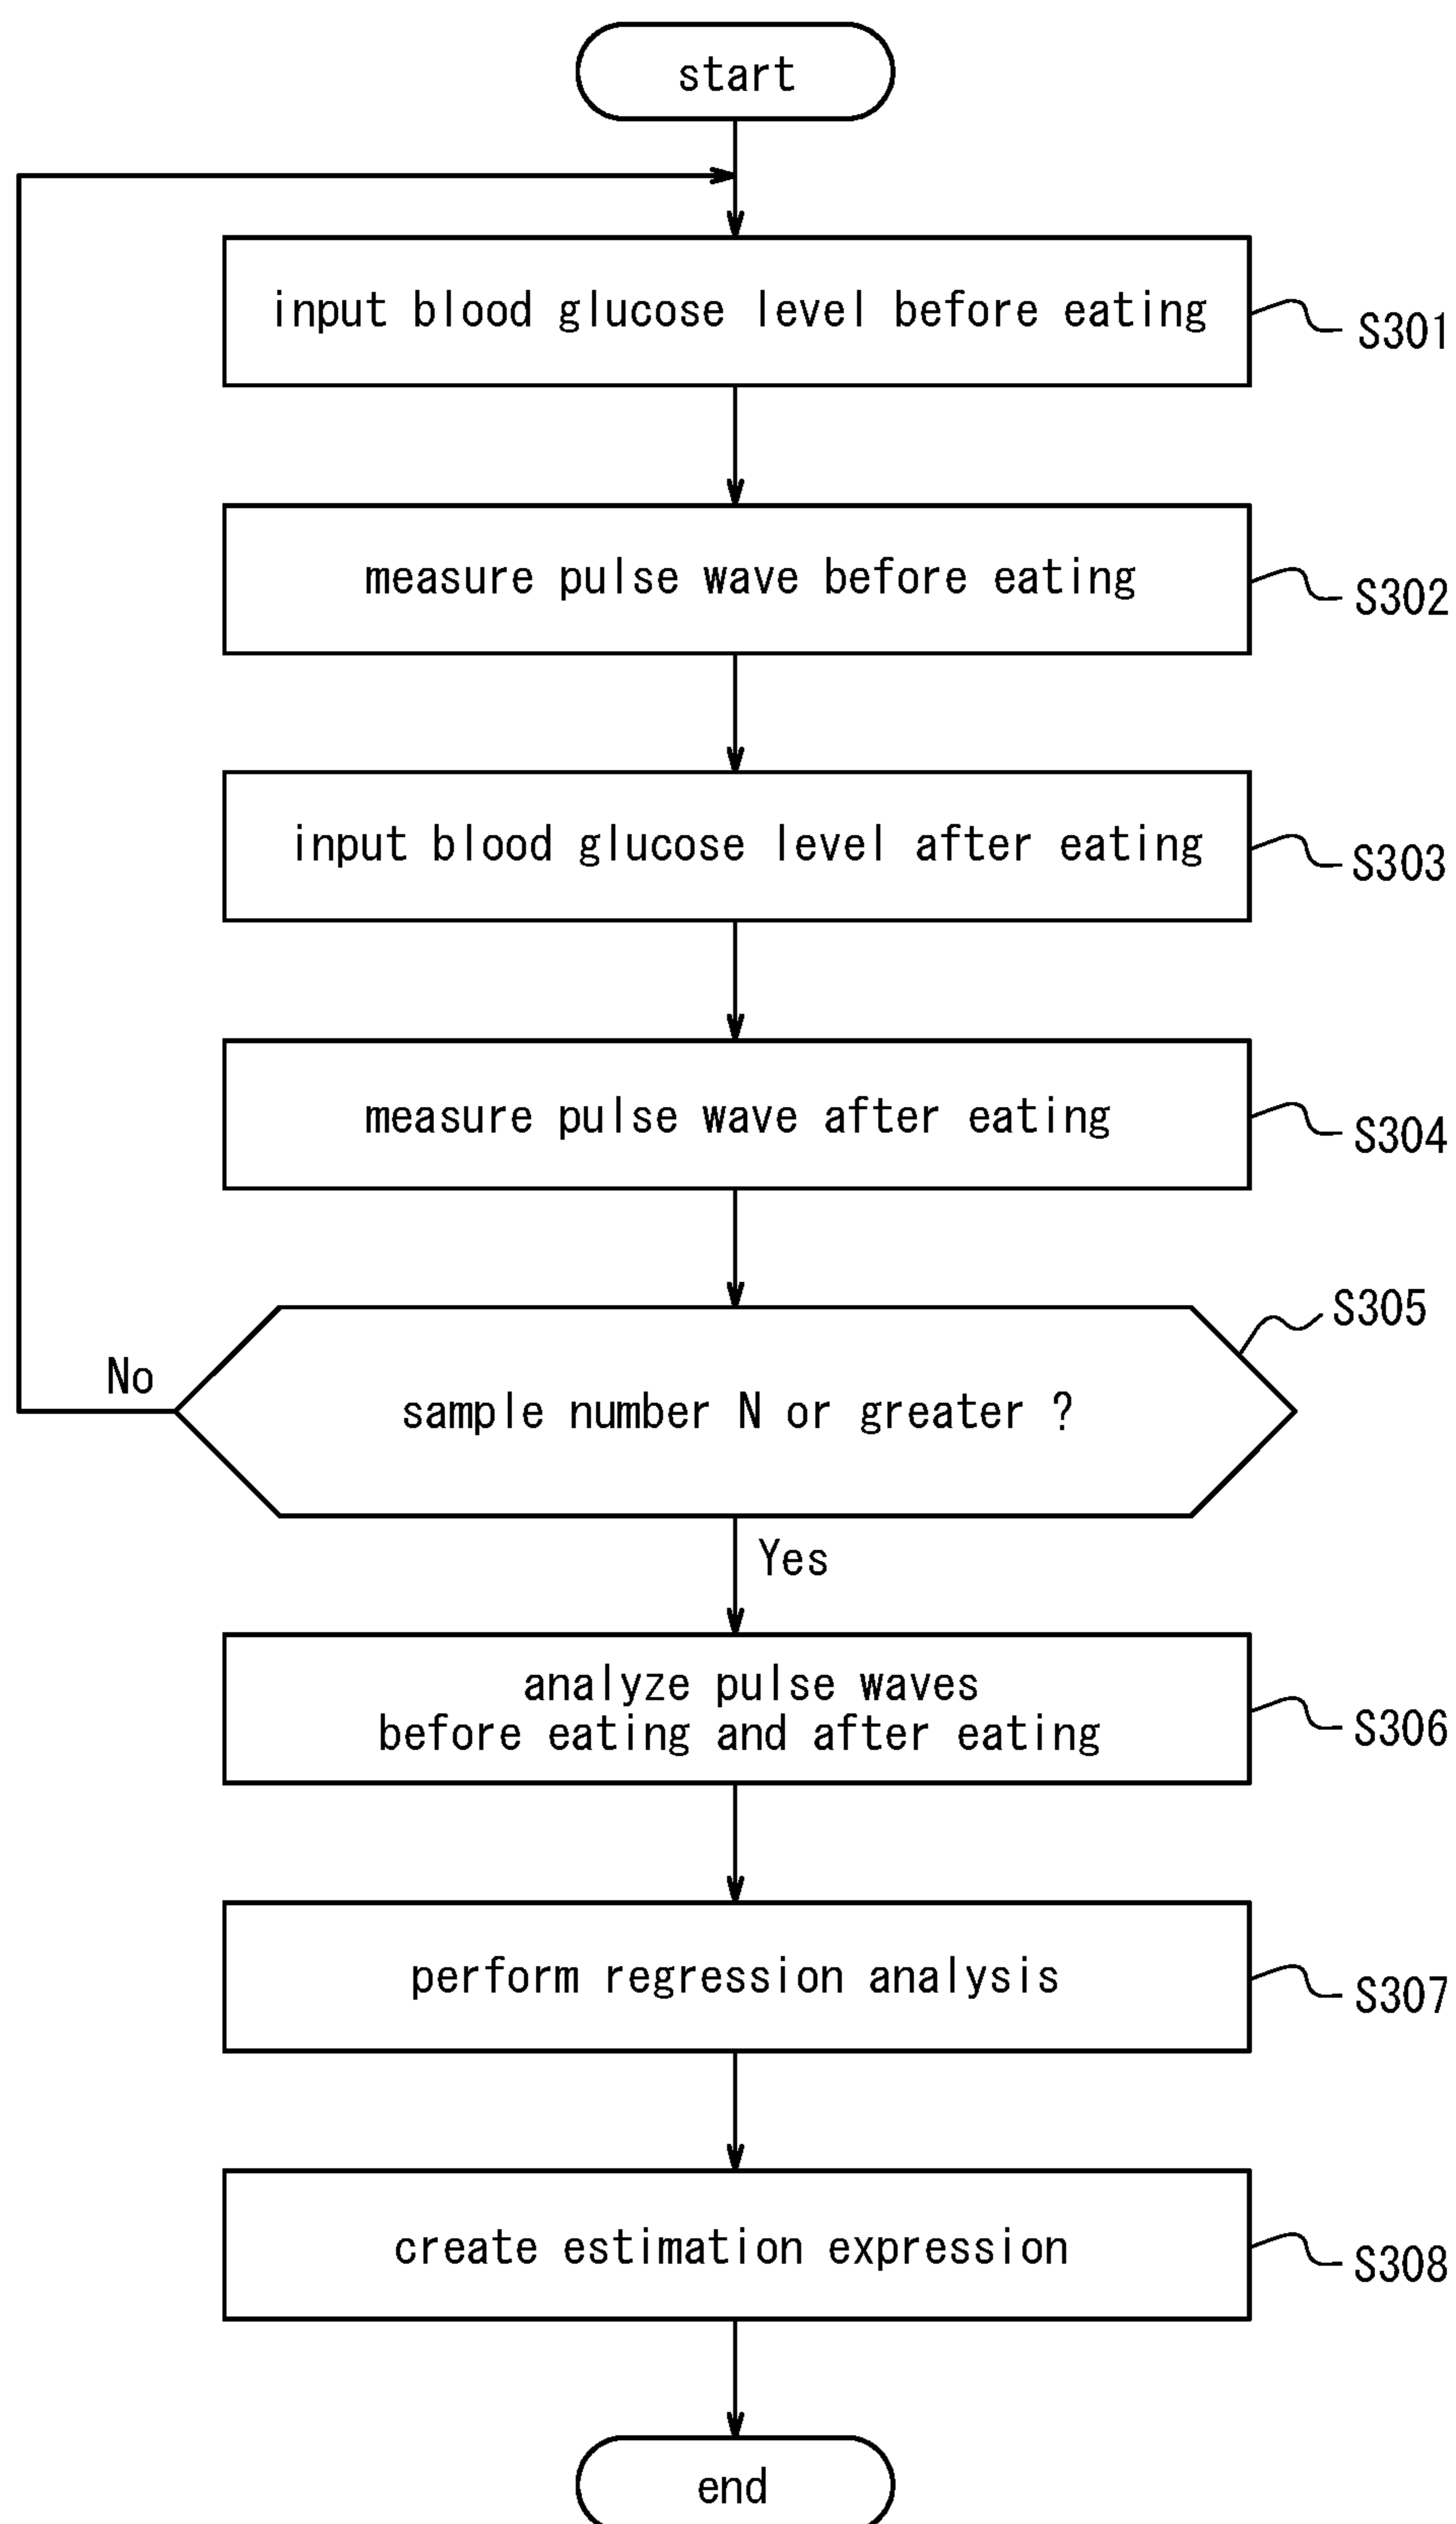 start
input blood glucose level before eating
S301
measure pulse wave before eating
S302
input blood glucose level after eating
S303
measure pulse wave after eating
S304
S305
No
sample number N or greater ?
Yes
analyze pulse waves
before eating and after eating
S306
perform regression analysis
S307
create estimation expression
S308
end